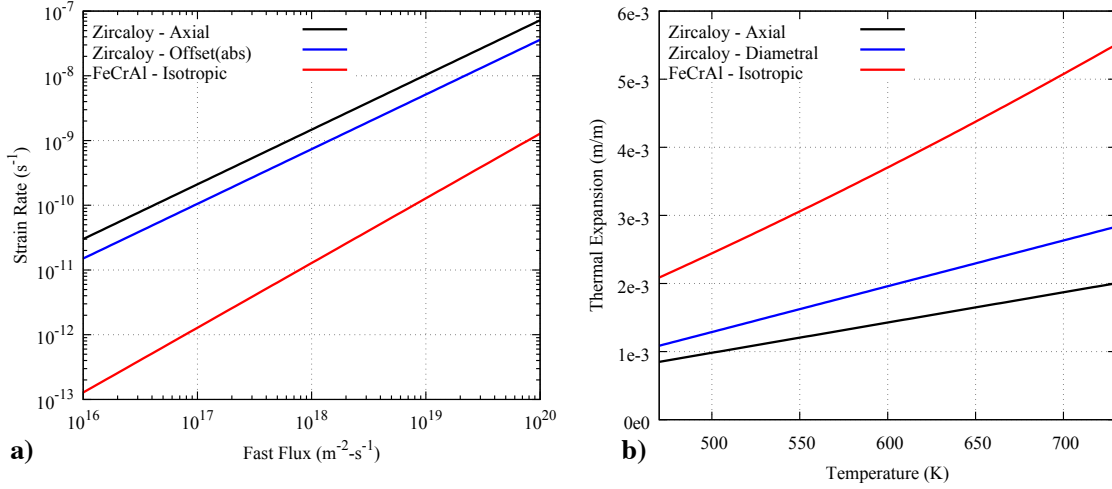 Zircaloy - Axial
Zircaloy - Offset(abs)
FeCrAl - Isotropic
10^-7
10^-8
10^-9
10^-10
10^-11
10^-12
10^-13
Strain Rate (s^-1)
10^16
10^17
10^18
10^19
10^20
Fast Flux (m^-2-s^-1)
a)
Zircaloy - Axial
Zircaloy - Diametral
FeCrAl - Isotropic
6e-3
5e-3
4e-3
3e-3
2e-3
1e-3
0e0
Thermal Expansion (m/m)
500
550
600
650
700
Temperature (K)
b)